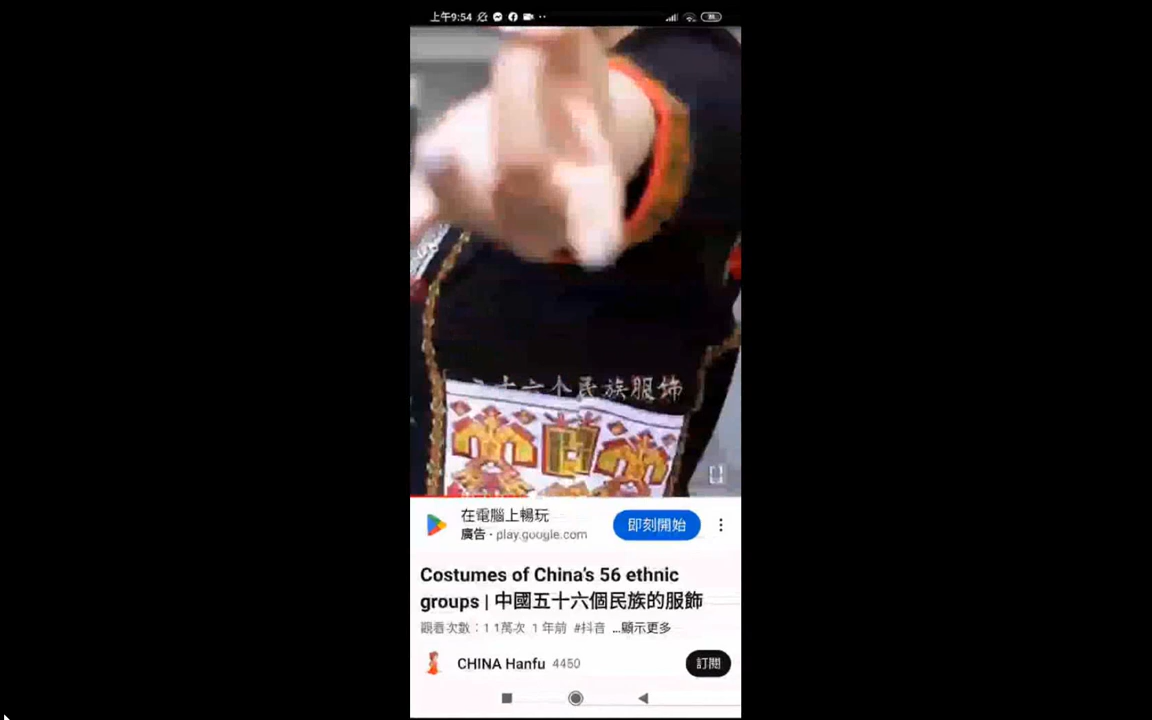 上午9:54
十六个民族服飾
在電腦上暢玩
廣告 · play.google.com
即刻開始
Costumes of China's 56 ethnic
groups | 中國五十六個民族的服飾
觀看次數：1.1萬次 1 年前 #抖音 ...顯示更多
CHINA Hanfu 4450
訂閱